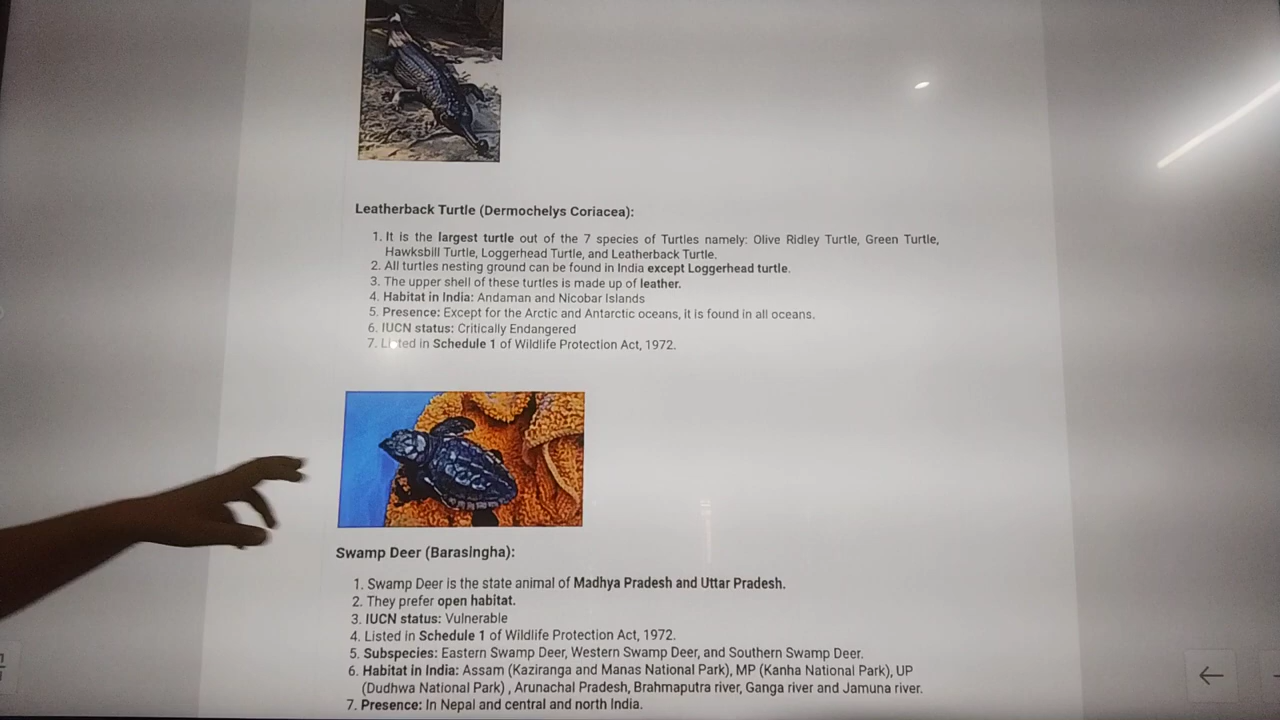 Leatherback Turtle (Dermochelys Coriacea):
1. It is the largest turtle out of the 7 species of Turtles namely: Olive Ridley Turtle, Green Turtle,
Hawksbill Turtle, Loggerhead Turtle, and Leatherback Turtle.
2. All turtles nesting ground can be found in India except Loggerhead turtle.
3. The upper shell of these turtles is made up of leather.
4. Habitat in India: Andaman and Nicobar Islands
5. Presence: Except for the Arctic and Antarctic oceans, it is found in all oceans.
6. IUCN status: Critically Endangered
7. Listed in Schedule 1 of Wildlife Protection Act, 1972.
Swamp Deer (Barasingha):
1. Swamp Deer is the state animal of Madhya Pradesh and Uttar Pradesh.
2. They prefer open habitat.
3. IUCN status: Vulnerable
4. Listed in Schedule 1 of Wildlife Protection Act, 1972.
5. Subspecies: Eastern Swamp Deer, Western Swamp Deer, and Southern Swamp Deer.
6. Habitat in India: Assam (Kaziranga and Manas National Park), MP (Kanha National Park), UP
(Dudhwa National Park) , Arunachal Pradesh, Brahmaputra river, Ganga river and Jamuna river.
7. Presence: In Nepal and central and north India.